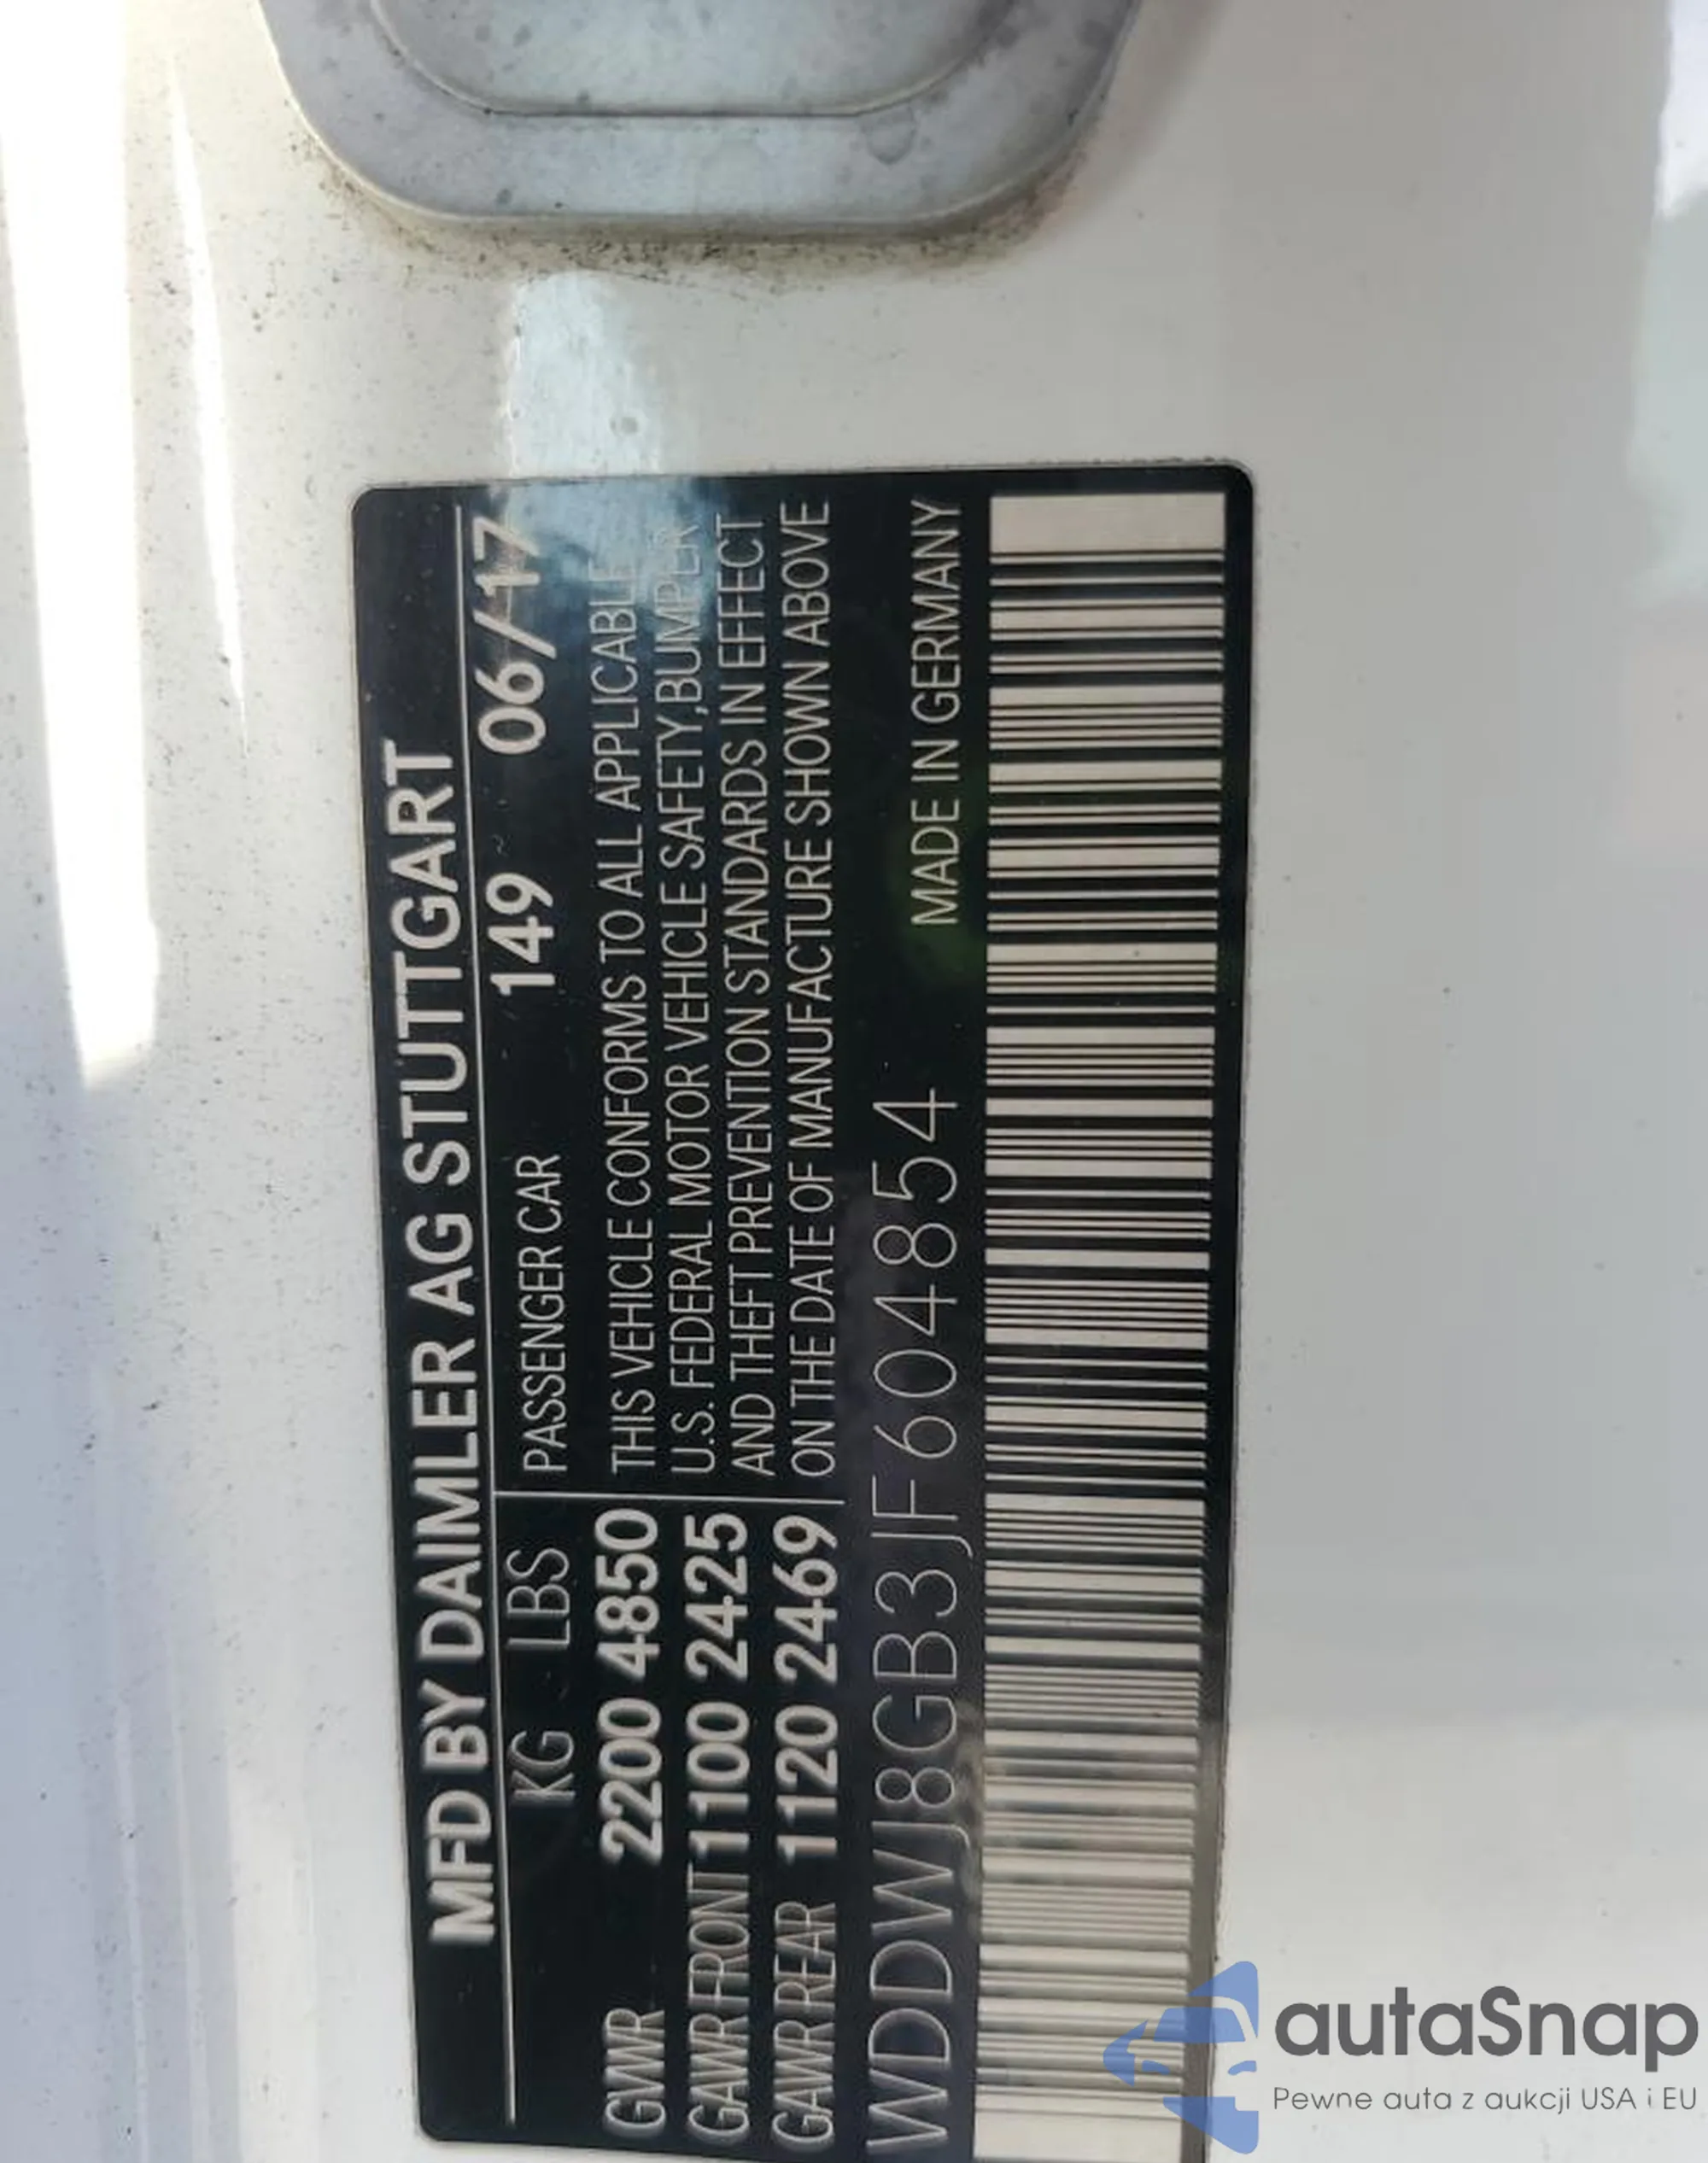 MFD BY DAIMLER AG STUTTGART
KG LBS PASSENGER CAR 149 06/17
GVWR 2200 4850 THIS VEHICLE CONFORMS TO ALL APPLICABLE
U.S. FEDERAL MOTOR VEHICLE SAFETY,BUMPER
GAWR FRONT 1100 2425 AND THEFT PREVENTION STANDARDS IN EFFECT
GAWR REAR 1120 2469 ON THE DATE OF MANUFACTURE SHOWN ABOVE
WDDWJ8GB3JF604854 MADE IN GERMANY
autaSnap
Pewne auta z aukcji USA i EU